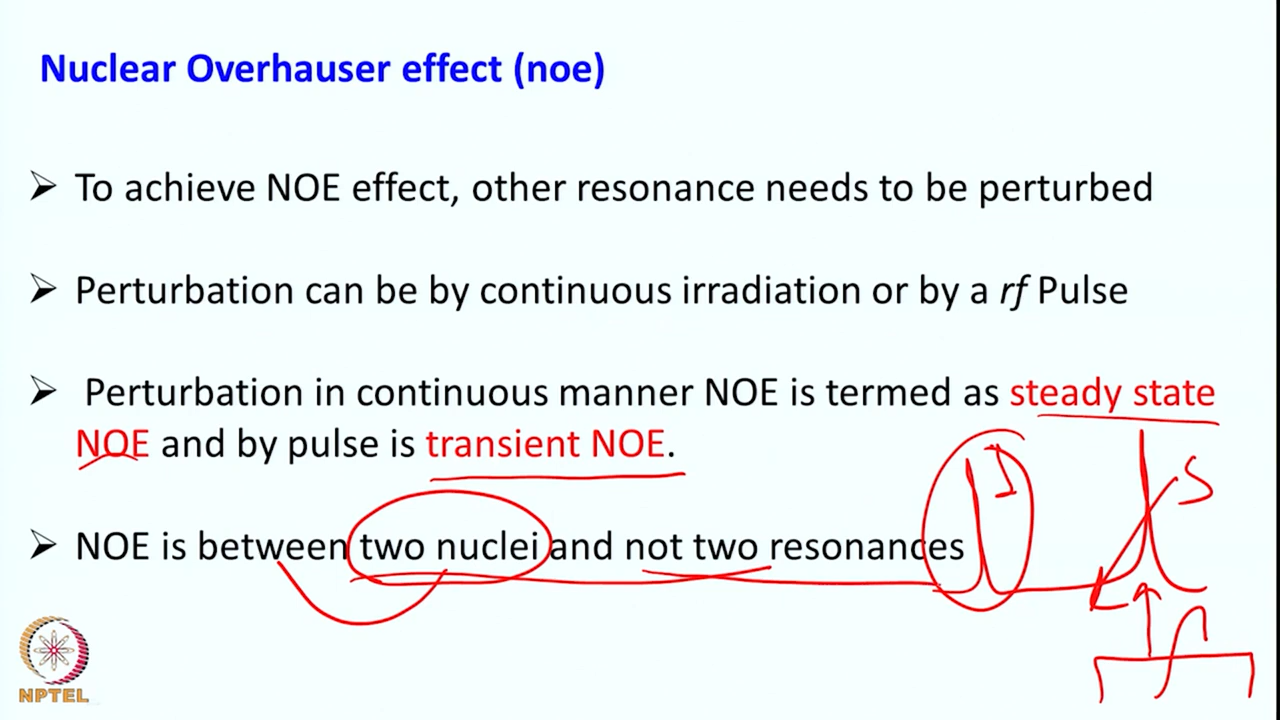 Nuclear Overhauser effect (noe)
➤ To achieve NOE effect, other resonance needs to be perturbed
➤ Perturbation can be by continuous irradiation or by a rf Pulse
➤ Perturbation in continuous manner NOE is termed as steady state
NOE and by pulse is transient NOE.
➤ NOE is between two nuclei and not two resonances
I
S
NPTEL